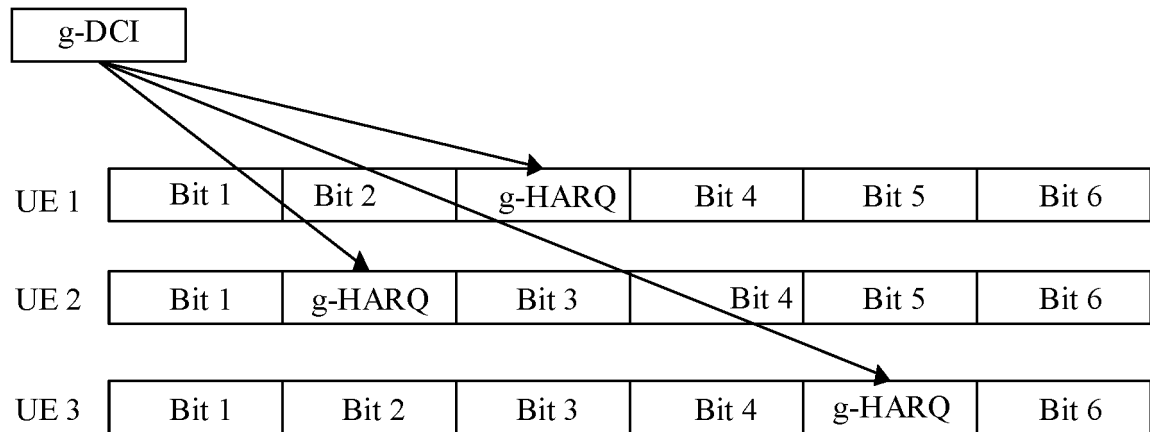 g-DCI
UE 1 Bit 1 Bit 2 g-HARQ Bit 4 Bit 5 Bit 6
UE 2 Bit 1 g-HARQ Bit 3 Bit 4 Bit 5 Bit 6
UE 3 Bit 1 Bit 2 Bit 3 Bit 4 g-HARQ Bit 6